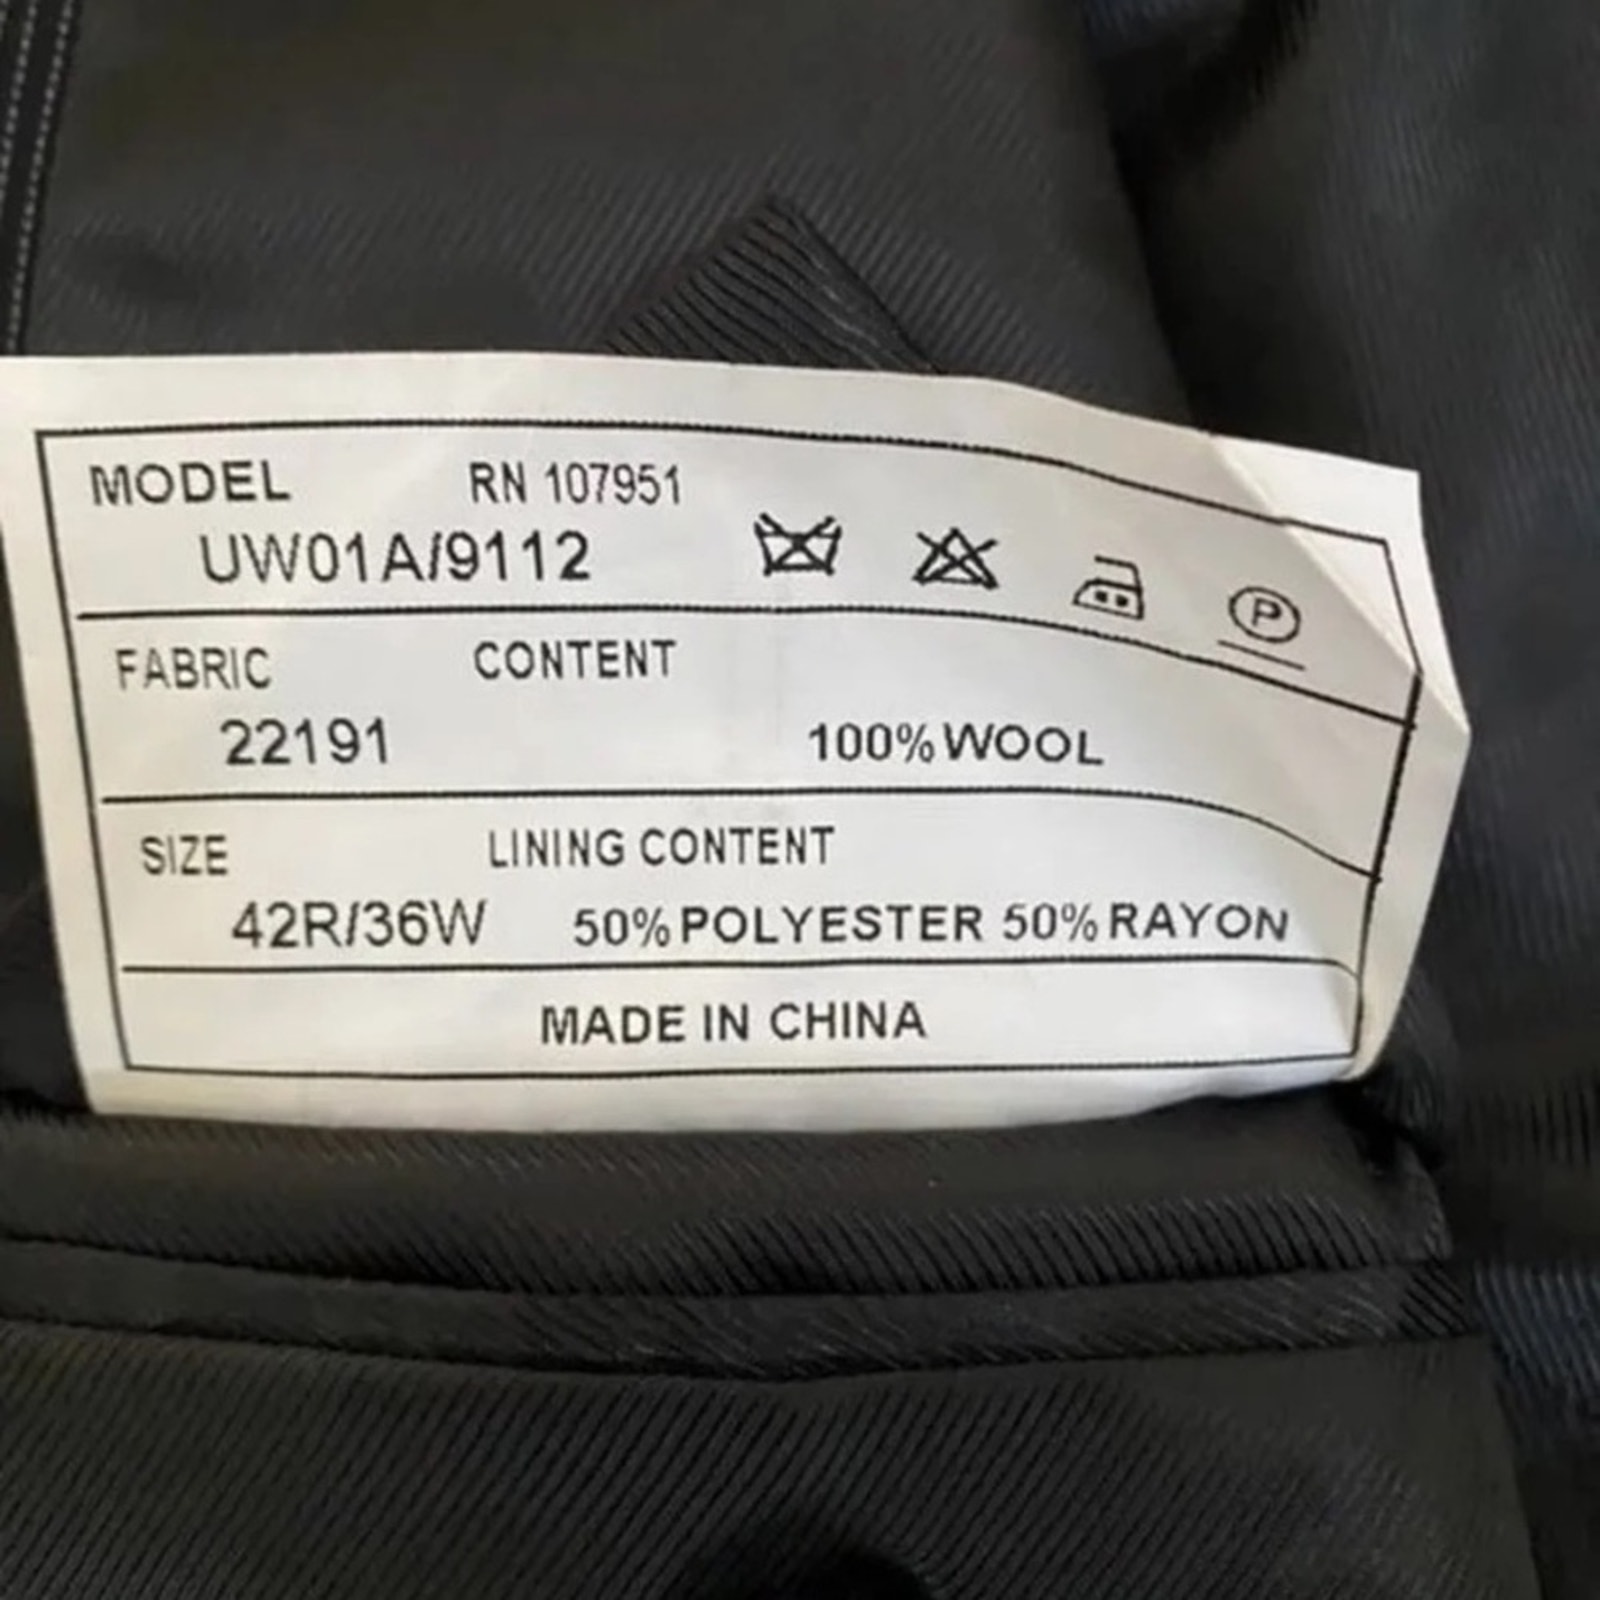 MODEL RN 107951
UW01A/9112
P
FABRIC CONTENT
22191 100% WOOL
SIZE LINING CONTENT
42R/36W 50% POLYESTER 50% RAYON
MADE IN CHINA